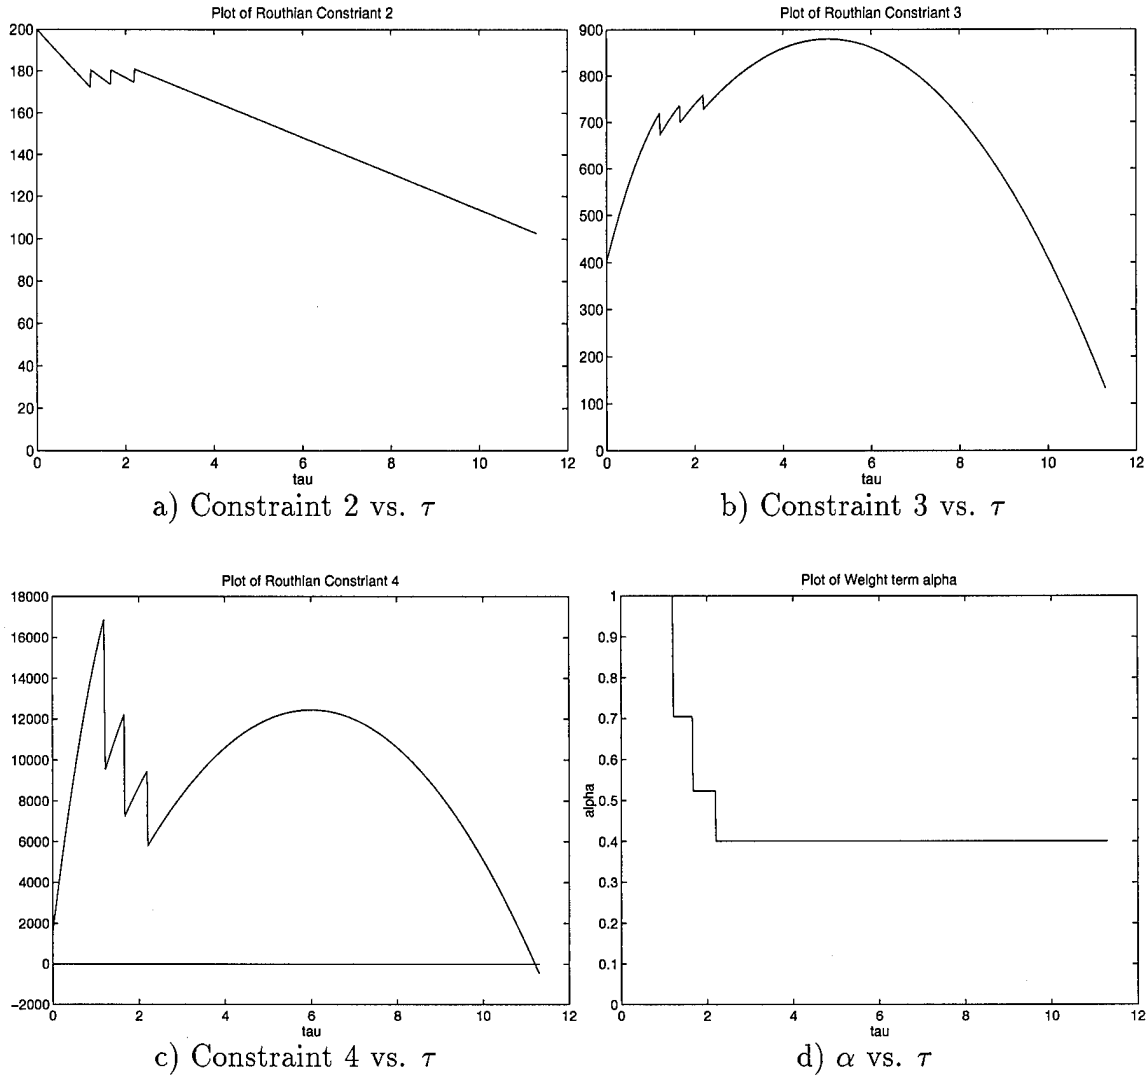 Plot of Routhian Constriant 2
200
180
160
140
120
100
80
60
40
20
0
0 2 4 6 8 10 12
tau
a) Constraint 2 vs. τ
Plot of Routhian Constriant 3
900
800
700
600
500
400
300
200
100
0
0 2 4 6 8 10 12
tau
b) Constraint 3 vs. τ
Plot of Routhian Constriant 4
18000
16000
14000
12000
10000
8000
6000
4000
2000
0
-2000
0 2 4 6 8 10 12
tau
c) Constraint 4 vs. τ
Plot of Weight term alpha
1
0.9
0.8
0.7
0.6
0.5
0.4
0.3
0.2
0.1
0
alpha
0 2 4 6 8 10 12
tau
d) α vs. τ